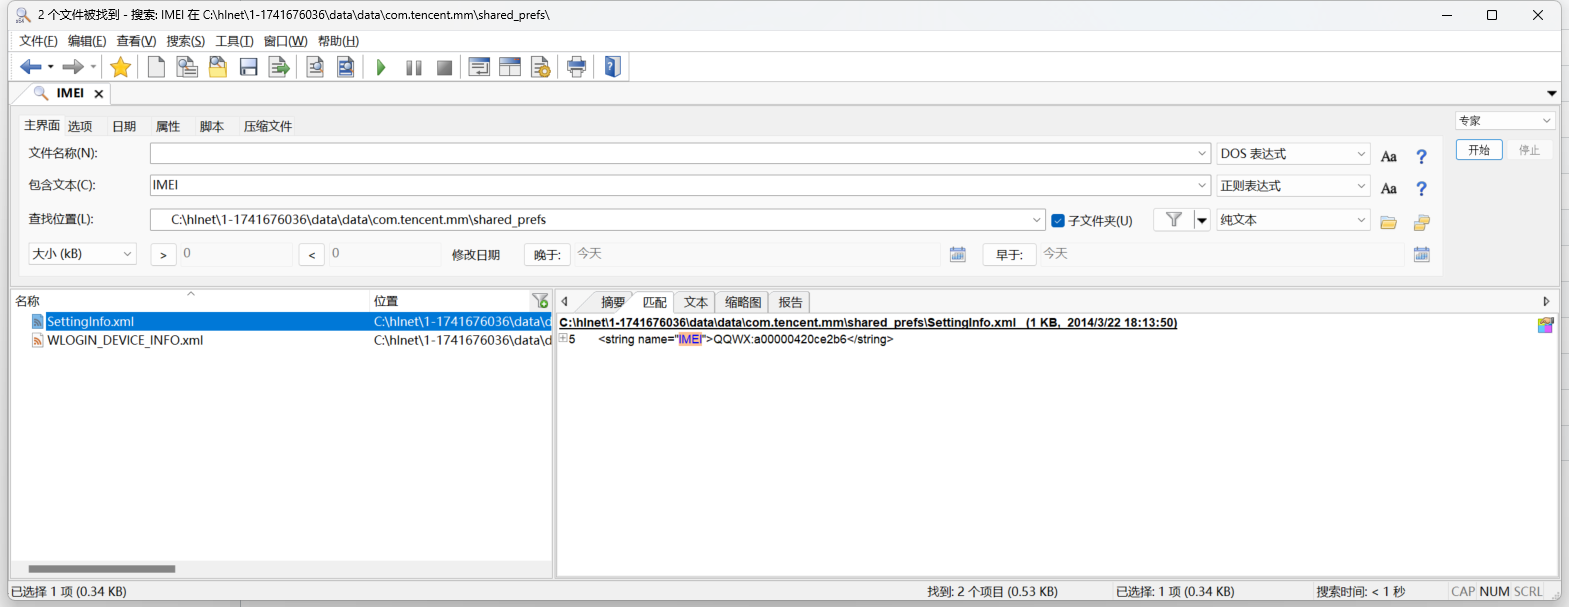 2 个文件被找到 - 搜索: IMEI 在 C:\hlnet\1-1741676036\data\data\com.tencent.mm\shared_prefs\
文件(F) 编辑(E) 查看(V) 搜索(S) 工具(T) 窗口(W) 帮助(H)
IMEI
主界面 选项 日期 属性 脚本 压缩文件
专家
文件名称(N): DOS 表达式 Aa ?
开始 停止
包含文本(C): IMEI 正则表达式 Aa ?
查找位置(L): C:\hlnet\1-1741676036\data\data\com.tencent.mm\shared_prefs 子文件夹(U) 纯文本
大小 (kB) > 0 < 0 修改日期 晚于: 今天 早于: 今天
名称 位置
SettingInfo.xml C:\hlnet\1-1741676036\data\d
WLOGIN_DEVICE_INFO.xml C:\hlnet\1-1741676036\data\d
摘要 匹配 文本 缩略图 报告
C:\hlnet\1-1741676036\data\data\com.tencent.mm\shared_prefs\SettingInfo.xml (1 KB, 2014/3/22 18:13:50)
5 <string name="IMEI">QQWX:a00000420ce2b6</string>
已选择 1 项 (0.34 KB) 找到: 2 个项目 (0.53 KB) 已选择: 1 项 (0.34 KB) 搜索时间: < 1 秒 CAP NUM SCRL